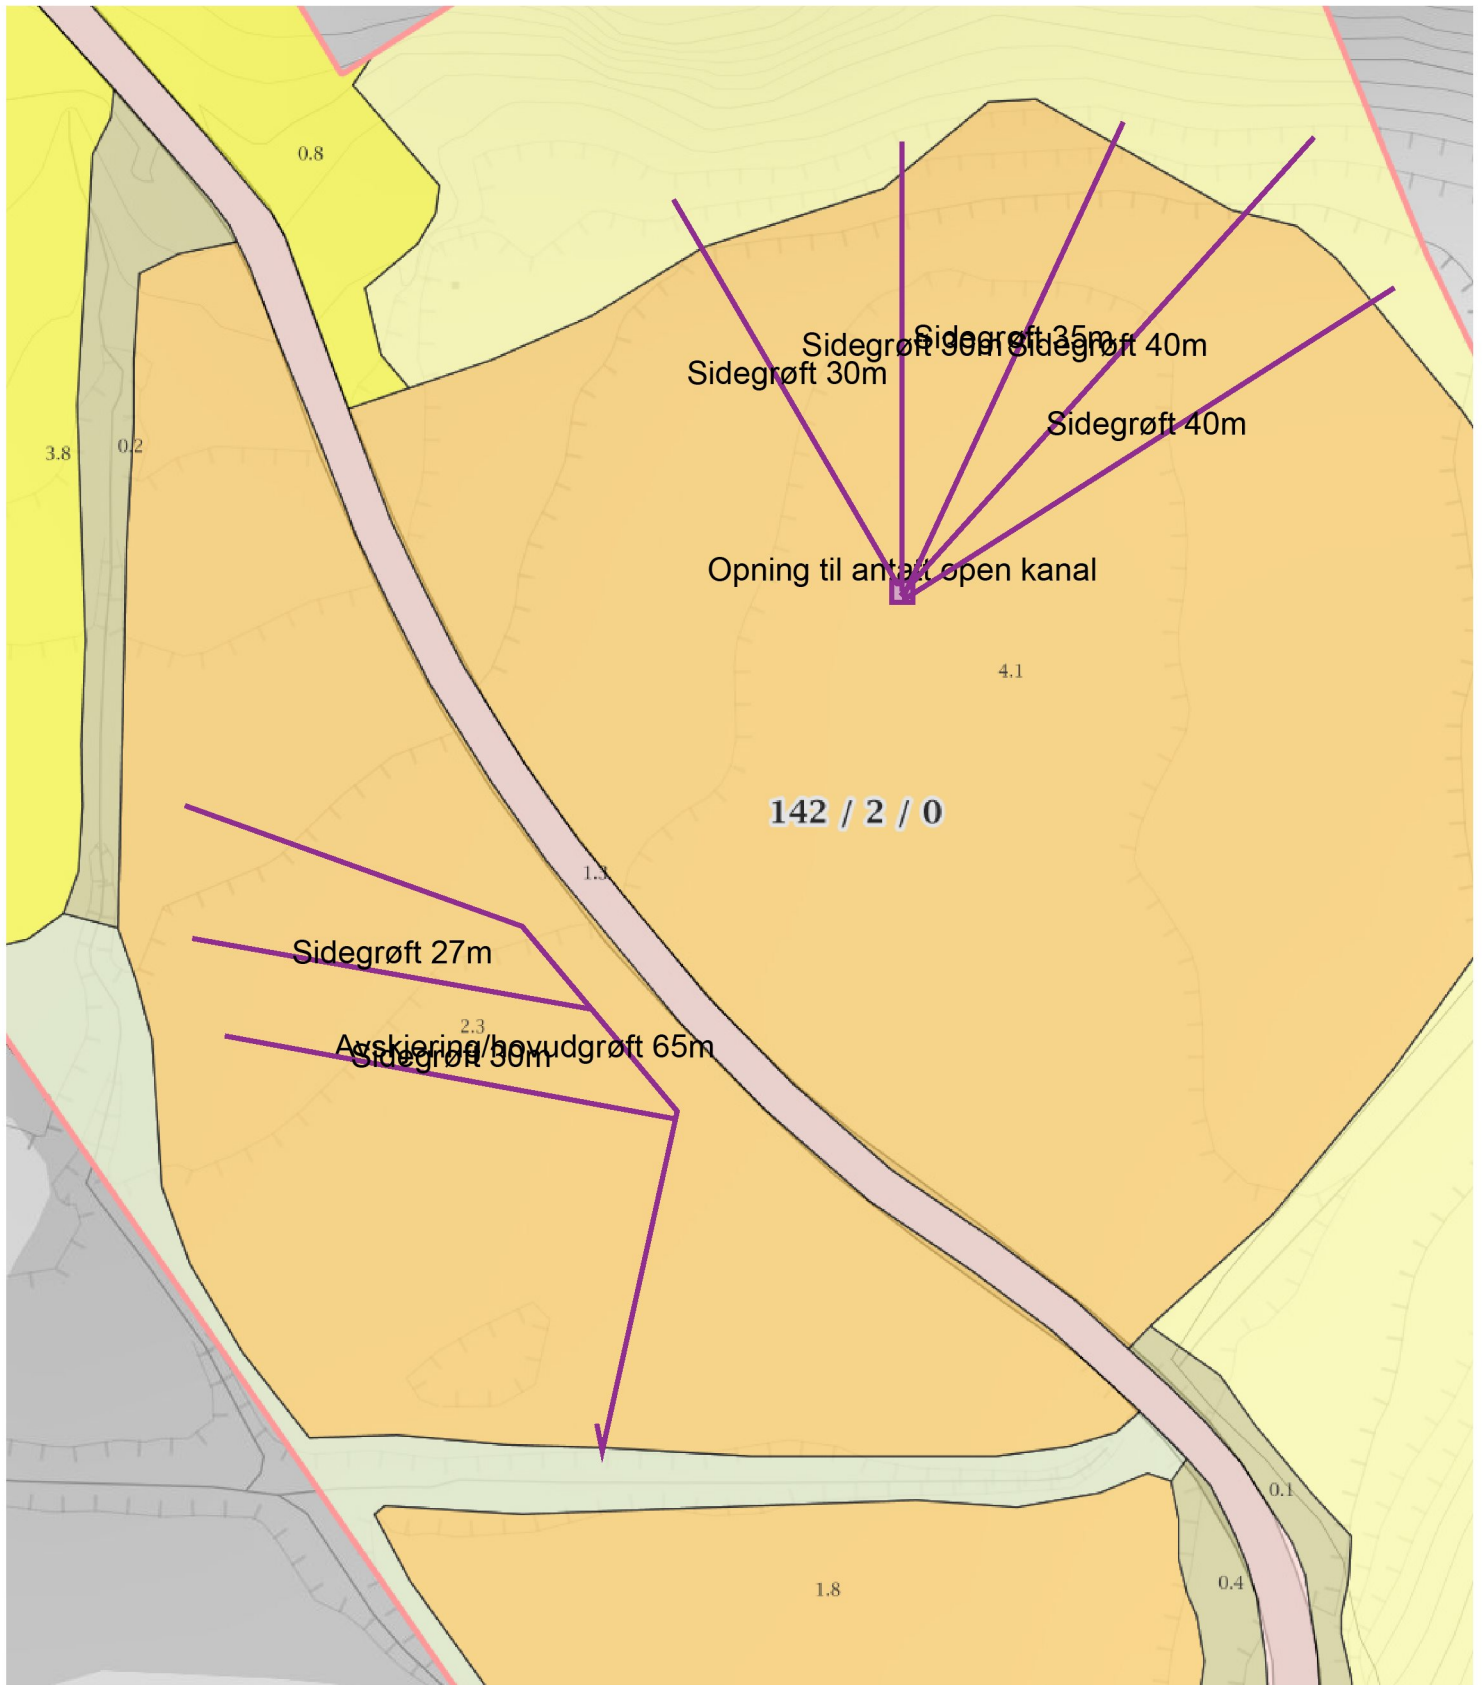 0.8
Sidegrøft 35m
Sidegrøft 30m
Sidegrøft 40m
Sidegrøft 30m
Sidegrøft 40m
0.2
3.8
Opning til antatt open kanal
4.1
142 / 2 / 0
1.3
Sidegrøft 27m
2.3
Avskjering/hovudgrøft 65m
Sidegrøft 30m
0.1
0.4
1.8